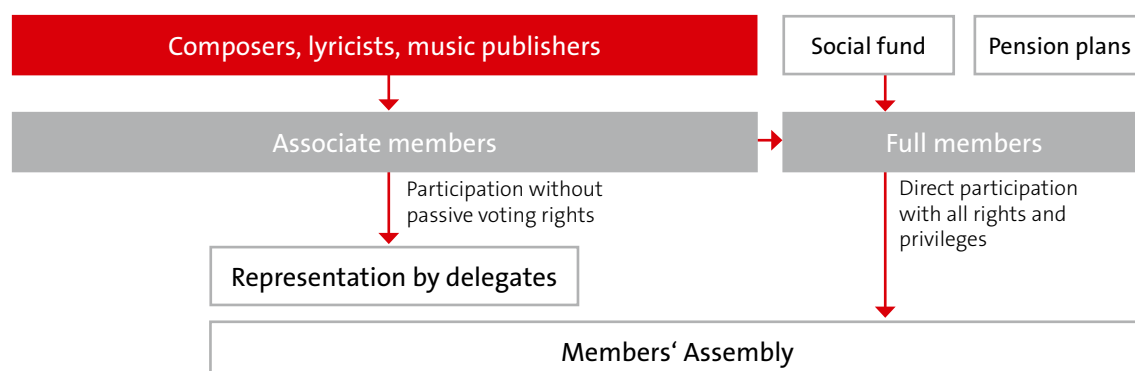 Composers, lyricists, music publishers
Social fund
Pension plans
Associate members
Full members
Participation without
passive voting rights
Direct participation
with all rights and
privileges
Representation by delegates
Members‘ Assembly